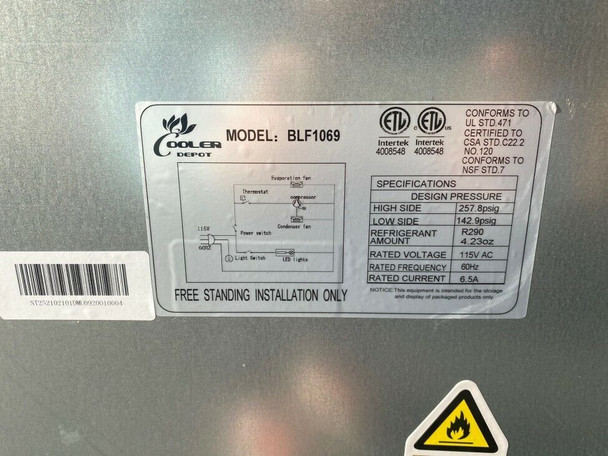 COOLER
DEPOT
MODEL: BLF1069
ETL
Intertek
4008548
C ETL US
Intertek
4008548
CONFORMS TO
UL STD.471
CERTIFIED TO
CSA STD.C22.2
NO.120
CONFORMS TO
NSF STD.7
Evaporation fan
Thermostat
compressor
Condenser fan
Power switch
115V
60HZ
Light Switch
LED lights
FREE STANDING INSTALLATION ONLY
SPECIFICATIONS
DESIGN PRESSURE
HIGH SIDE 257.8psig
LOW SIDE 142.9psig
REFRIGERANT R290
AMOUNT 4.23oz
RATED VOLTAGE 115V AC
RATED FREQUENCY 60Hz
RATED CURRENT 6.5A
NOTICE:This equipment is intended for the storage
and display of packaged products only.